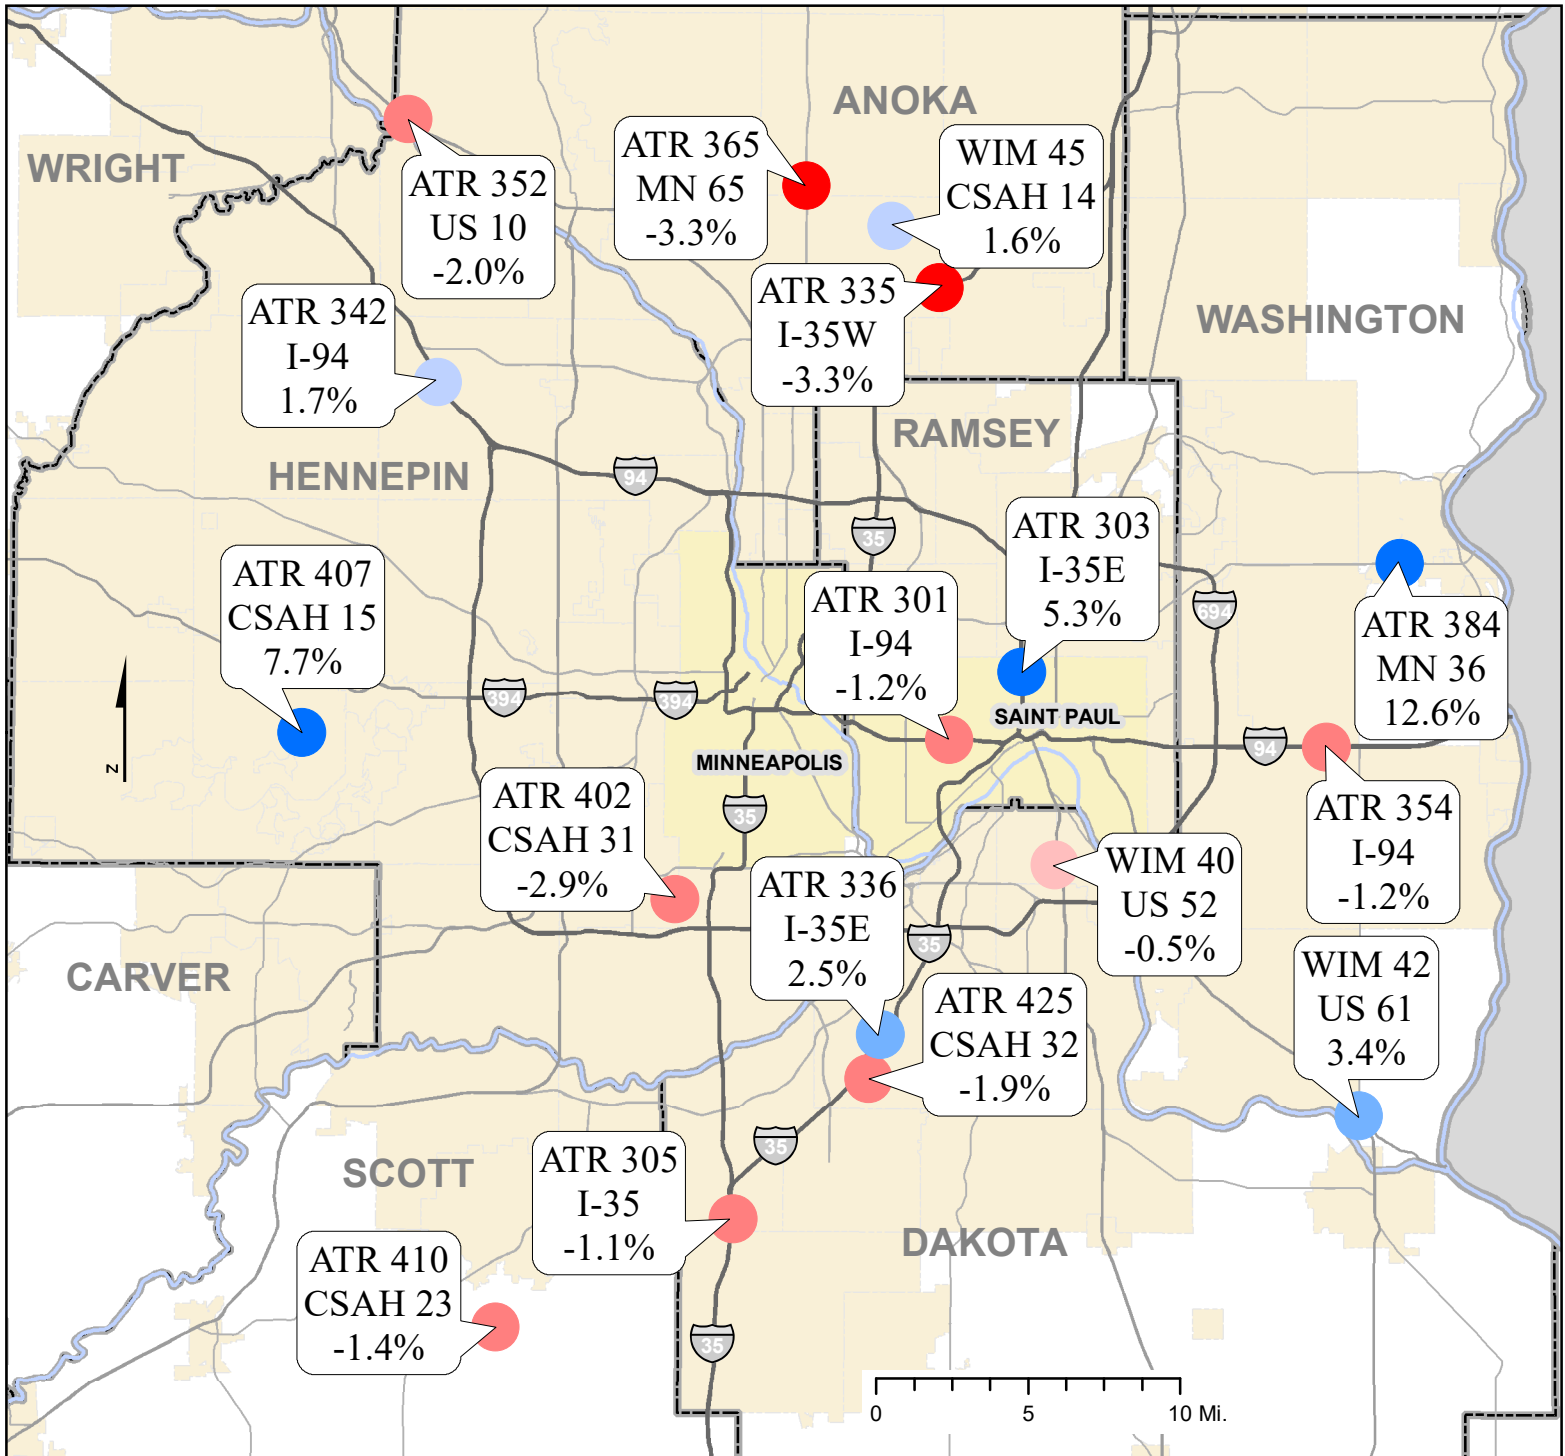 ANOKA
WRIGHT
ATR 365
MN 65
-3.3%
WIM 45
CSAH 14
1.6%
ATR 352
US 10
-2.0%
ATR 335
I-35W
-3.3%
ATR 342
I-94
1.7%
WASHINGTON
RAMSEY
HENNEPIN
94
35
ATR 303
I-35E
5.3%
ATR 407
CSAH 15
7.7%
ATR 301
I-94
-1.2%
694
ATR 384
MN 36
12.6%
394
394
SAINT PAUL
94
MINNEAPOLIS
N
35
ATR 402
CSAH 31
-2.9%
ATR 354
I-94
-1.2%
WIM 40
US 52
-0.5%
ATR 336
I-35E
2.5%
35
CARVER
WIM 42
US 61
3.4%
ATR 425
CSAH 32
-1.9%
35
ATR 305
I-35
-1.1%
SCOTT
DAKOTA
ATR 410
CSAH 23
-1.4%
35
0 5 10 Mi.